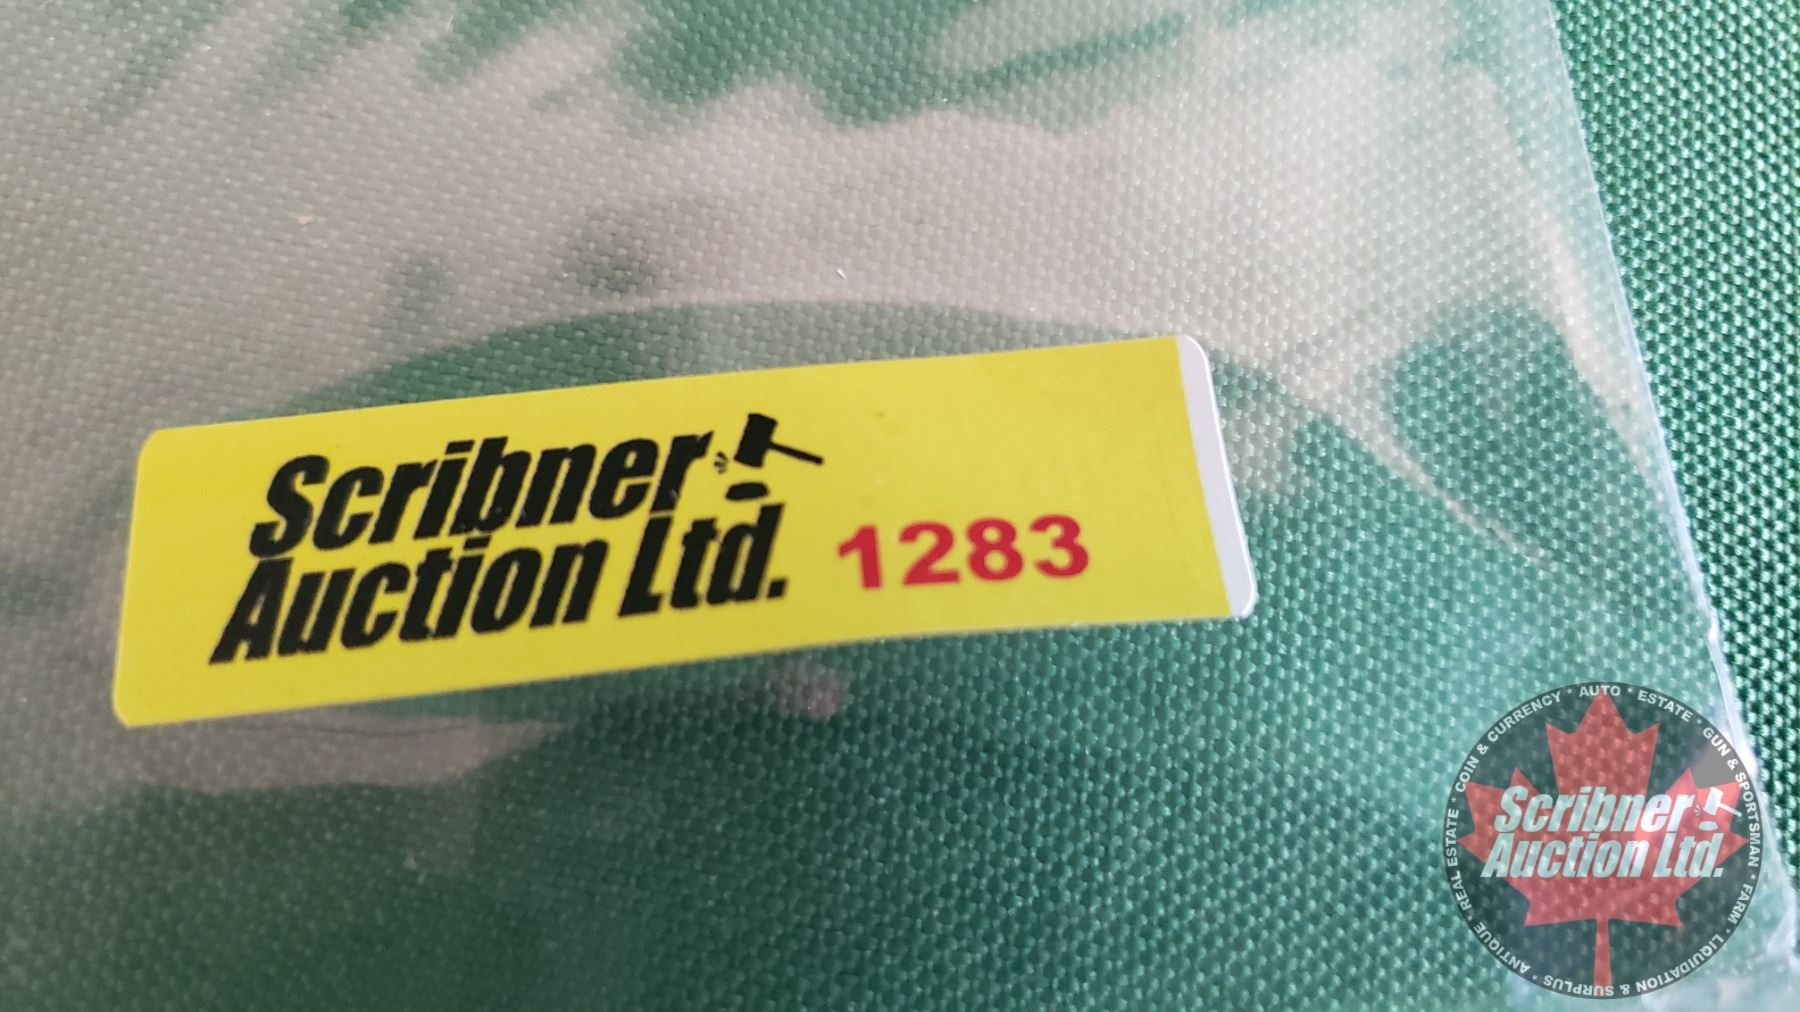 Scribner
Auction Ltd. 1283
COIN & CURRENCY * AUTO * ESTATE * GUN & SPORTSMAN * FARM * LIQUIDATION & SURPLUS * ANTIQUE * REAL ESTATE *
Scribner
Auction Ltd.